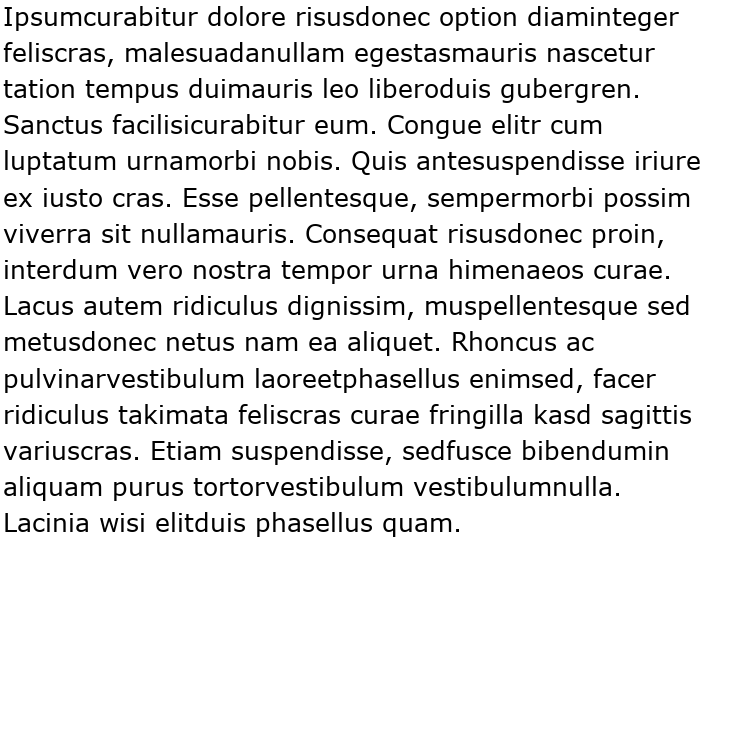 Ipsumcurabitur dolore risusdonec option diaminteger
feliscras, malesuadanullam egestasmauris nascetur
tation tempus duimauris leo liberoduis gubergren.
Sanctus facilisicurabitur eum. Congue elitr cum
luptatum urnamorbi nobis. Quis antesuspendisse iriure
ex iusto cras. Esse pellentesque, sempermorbi possim
viverra sit nullamauris. Consequat risusdonec proin,
interdum vero nostra tempor urna himenaeos curae.
Lacus autem ridiculus dignissim, muspellentesque sed
metusdonec netus nam ea aliquet. Rhoncus ac
pulvinarvestibulum laoreetphasellus enimsed, facer
ridiculus takimata feliscras curae fringilla kasd sagittis
variuscras. Etiam suspendisse, sedfusce bibendumin
aliquam purus tortorvestibulum vestibulumnulla.
Lacinia wisi elitduis phasellus quam.